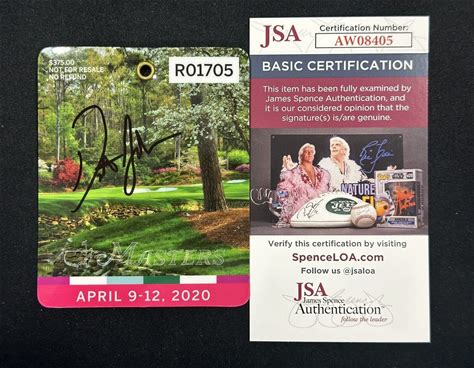 $375.00
NOT FOR RESALE
NO REFUND
R01705
MASTERS
APRIL 9-12, 2020
JSA
Certification Number:
AW08405
BASIC CERTIFICATION
This item has been fully examined by
James Spence Authentication, and it
is our considered opinion that the
signature(s) is/are genuine.
NATURE
JETS
Verify this certification by visiting
SpenceLOA.com
Follow us @jsaloa
JSA
James Spence
Authentication
follow the leader